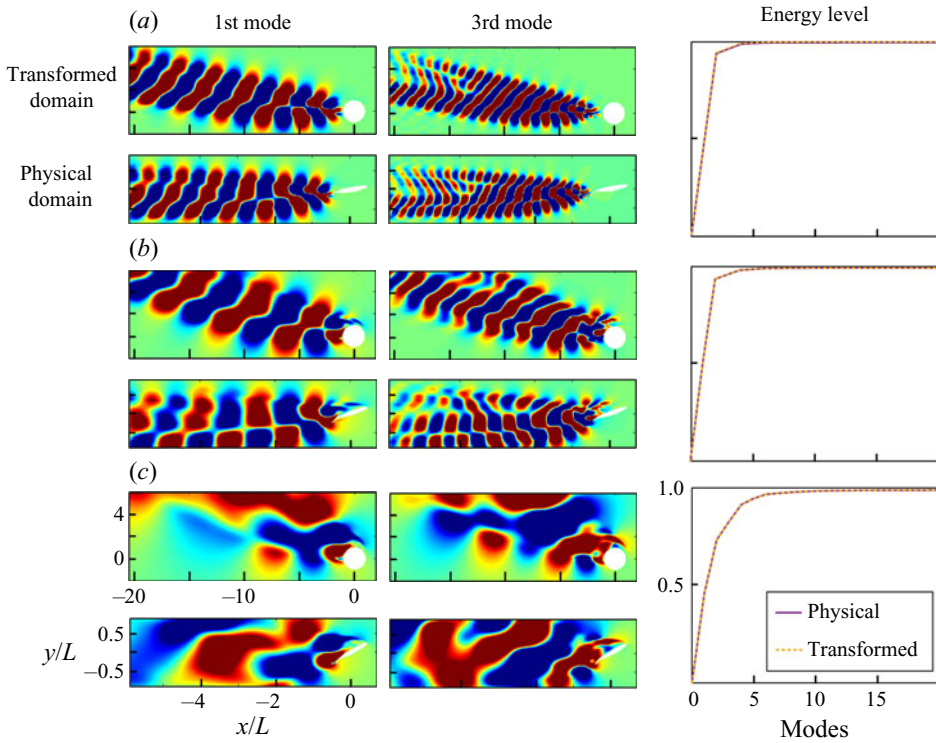 (a) 1st mode 3rd mode Energy level
Transformed
domain
Physical
domain
(b)
(c)
4
0
–20 –10 0
0.5
–0.5
y/L
–4 –2 0
x/L
1.0
0.5
Physical
Transformed
0 5 10 15
Modes